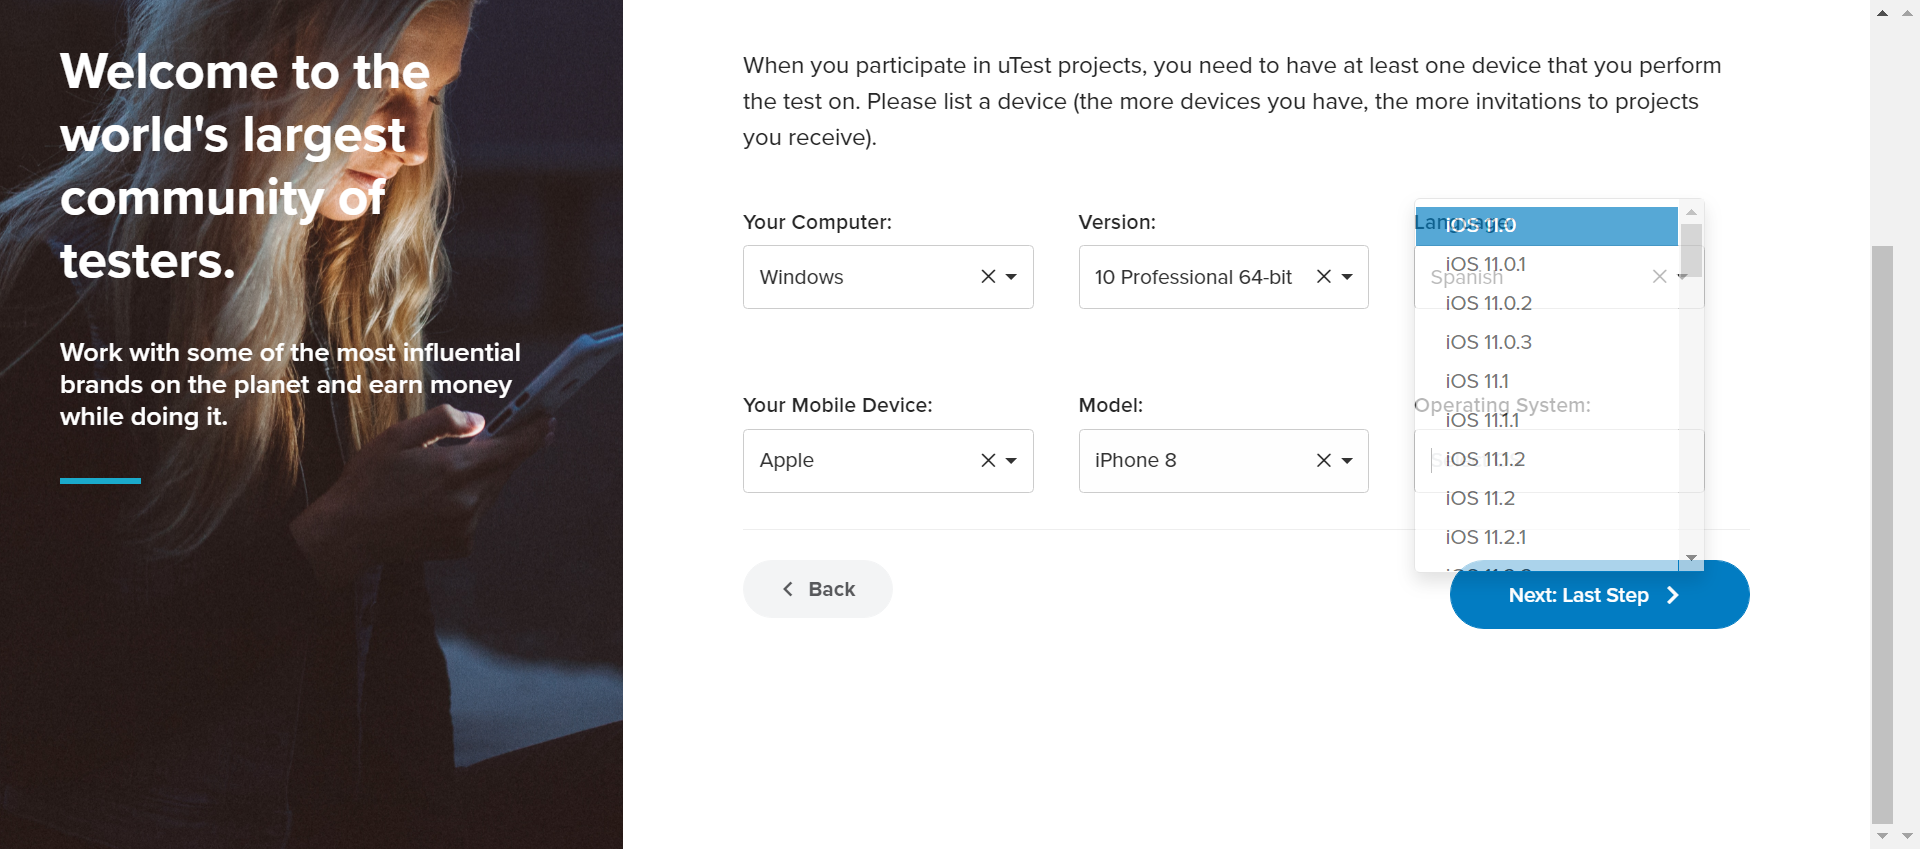 Welcome to the
world's largest
community of
testers.
Work with some of the most influential
brands on the planet and earn money
while doing it.
When you participate in uTest projects, you need to have at least one device that you perform
the test on. Please list a device (the more devices you have, the more invitations to projects
you receive).
Your Computer:
Windows
Version:
10 Professional 64-bit
Language:
Spanish
Your Mobile Device:
Apple
Model:
iPhone 8
Operating System:
iOS 11.0
iOS 11.0.1
iOS 11.0.2
iOS 11.0.3
iOS 11.1
iOS 11.1.1
iOS 11.1.2
iOS 11.2
iOS 11.2.1
Back
Next: Last Step